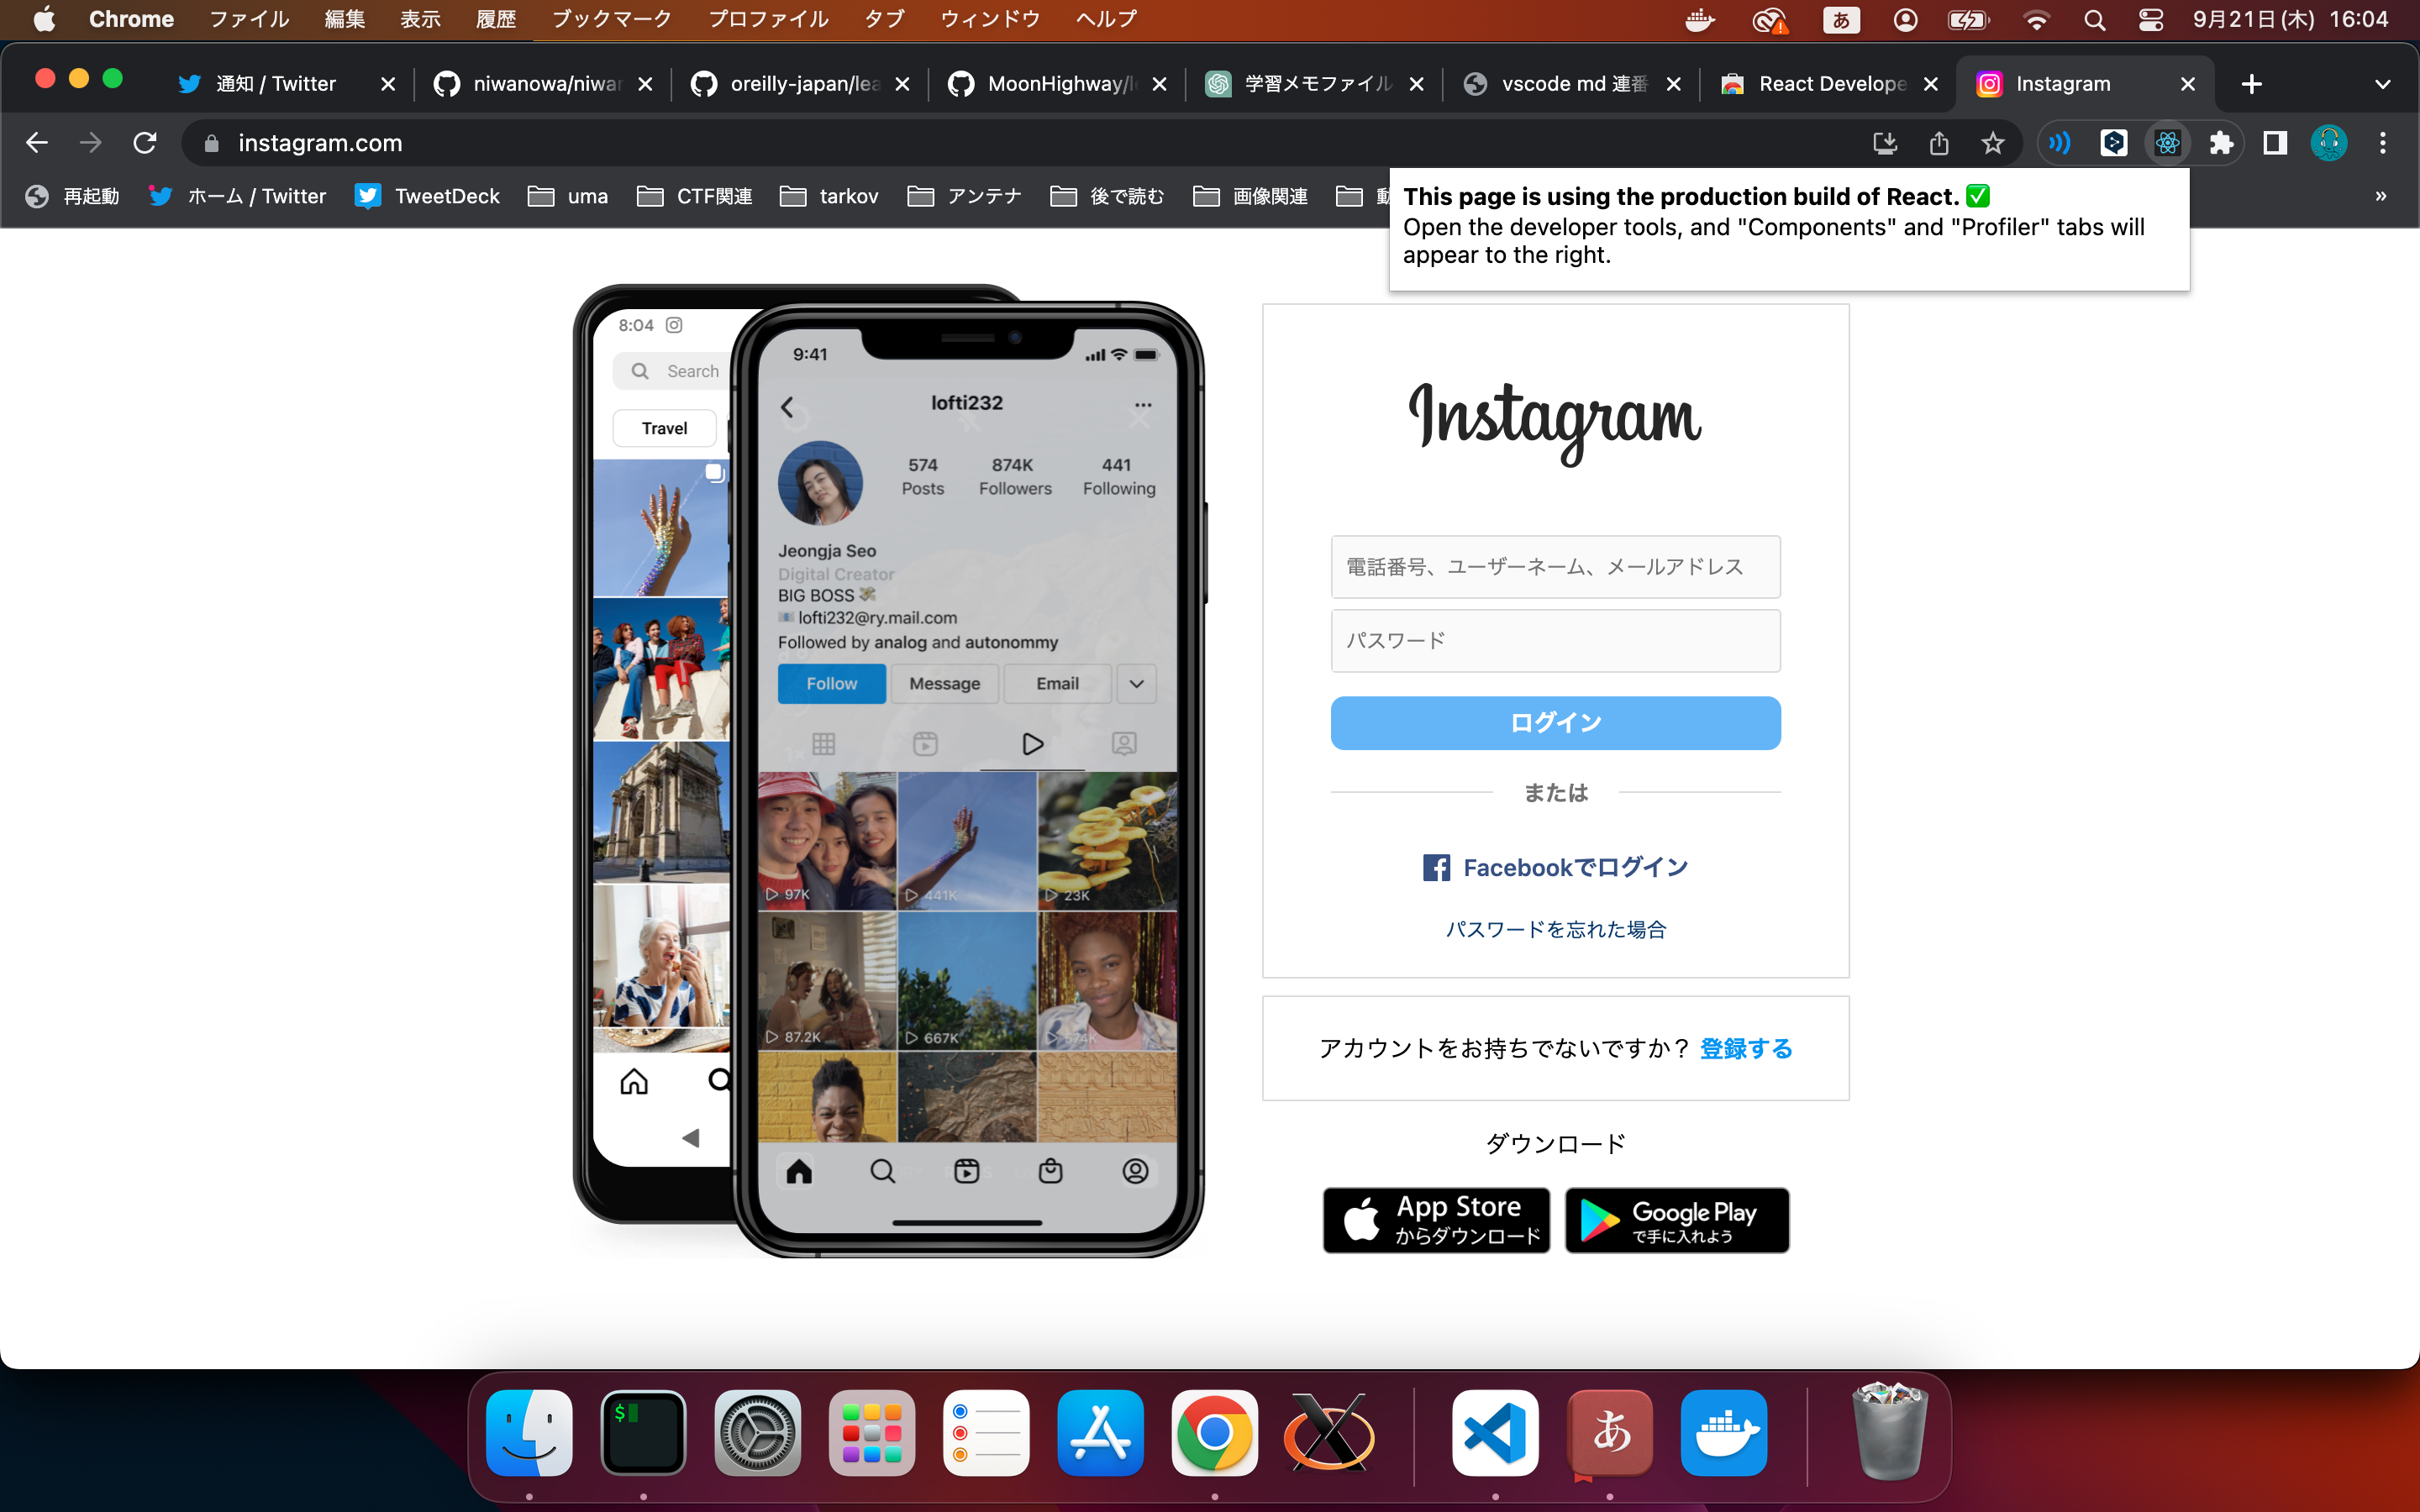 Chrome ファイル 編集 表示 履歴 ブックマーク プロファイル タブ ウィンドウ ヘルプ あ 9月21日(木) 16:04
通知 / Twitter niwanowa/niwar oreilly-japan/lea MoonHighway/le 学習メモファイル vscode md 連番 React Develope Instagram
instagram.com
再起動 ホーム / Twitter TweetDeck uma CTF関連 tarkov アンテナ 後で読む 画像関連 動 »
This page is using the production build of React. ✅
Open the developer tools, and "Components" and "Profiler" tabs will
appear to the right.
8:04
Search
Travel
9:41
lofti232
574 874K 441
Posts Followers Following
Jeongja Seo
Digital Creator
BIG BOSS 💸
📧 lofti232@ry.mail.com
Followed by analog and autonommy
Follow Message Email
97K 441K 23K
87.2K 667K
Instagram
電話番号、ユーザーネーム、メールアドレス
パスワード
ログイン
または
Facebookでログイン
パスワードを忘れた場合
アカウントをお持ちでないですか？ 登録する
ダウンロード
App Store
からダウンロード
Google Play
で手に入れよう
$
あ